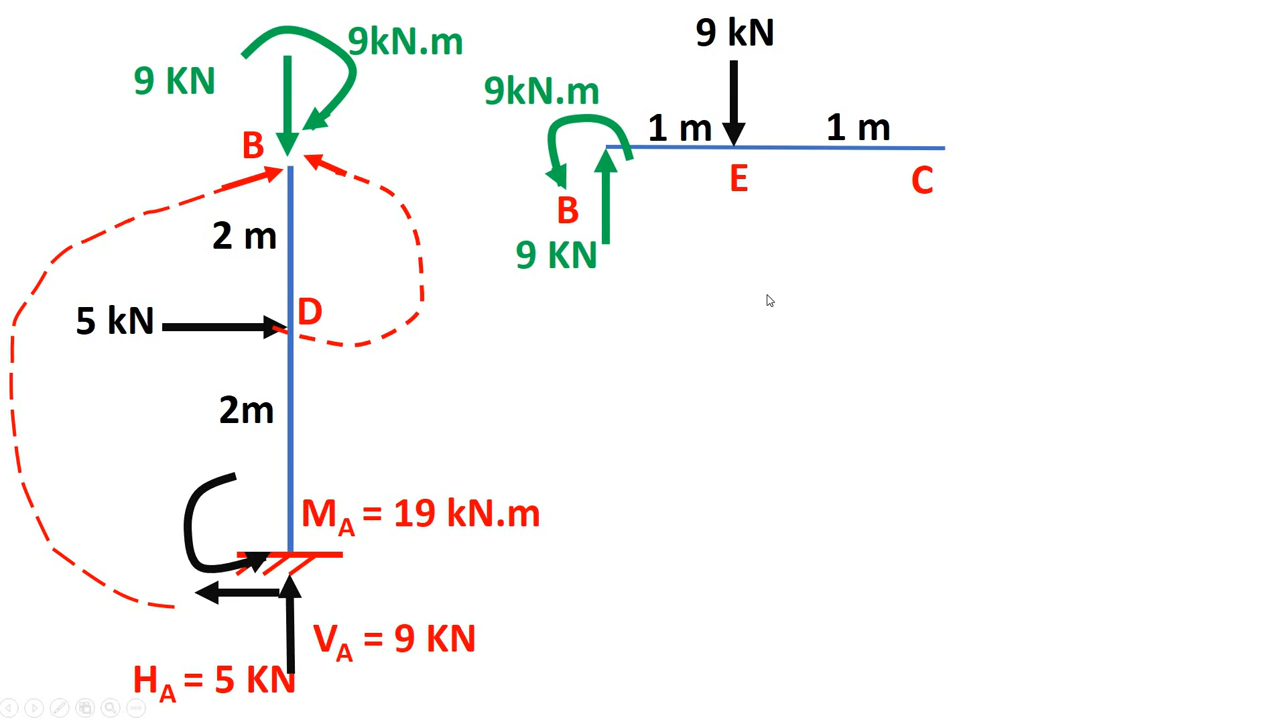 9kN.m
9 KN
B
2 m
5 kN
D
2m
MA = 19 kN.m
VA = 9 KN
HA = 5 KN
9 kN
9kN.m
1 m
1 m
E
C
B
9 KN